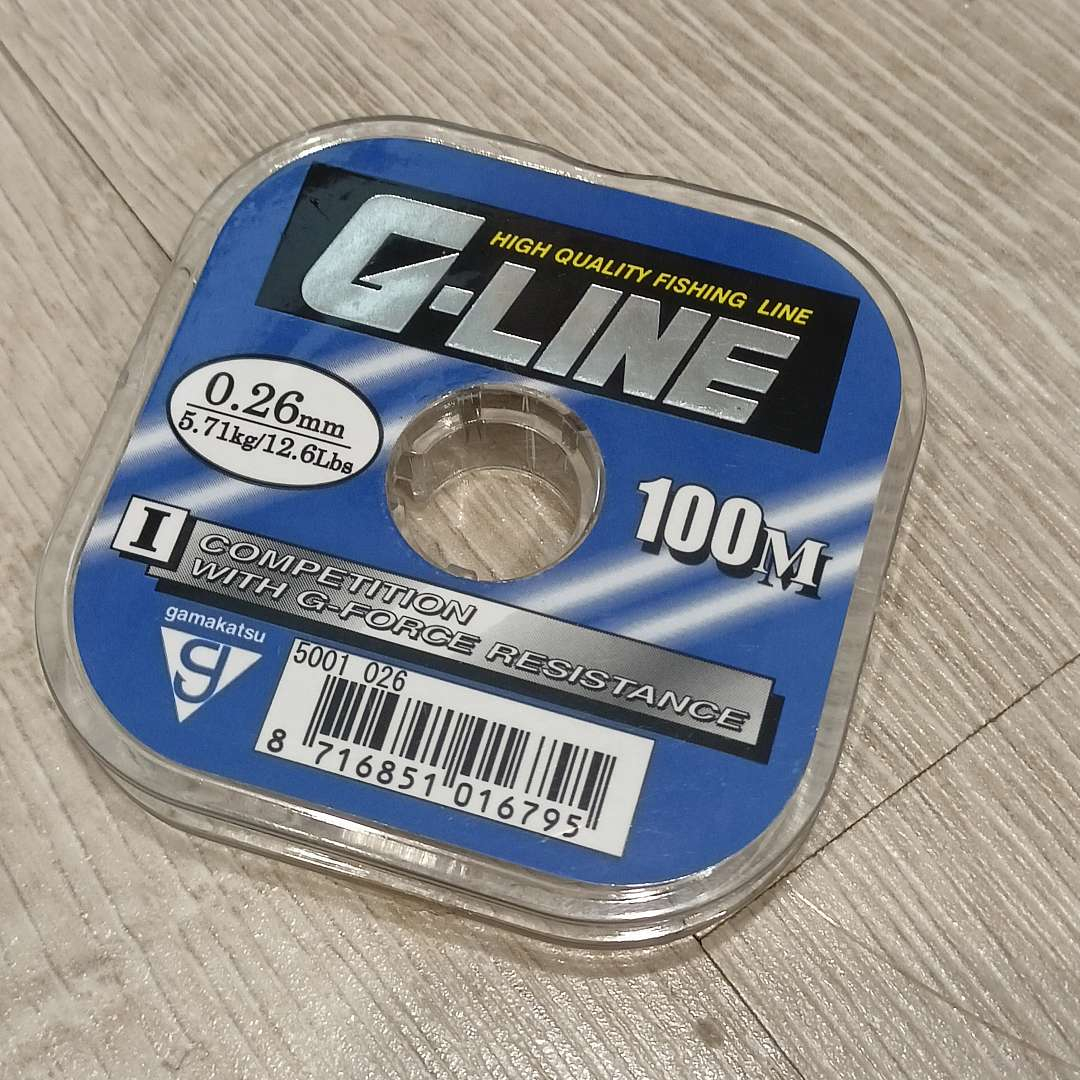 G-LINE
HIGH QUALITY FISHING LINE
0.26mm
5.71kg/12.6Lbs
100M
I
COMPETITION
WITH G-FORCE RESISTANCE
gamakatsu
g
5001 026
8 716851 016795